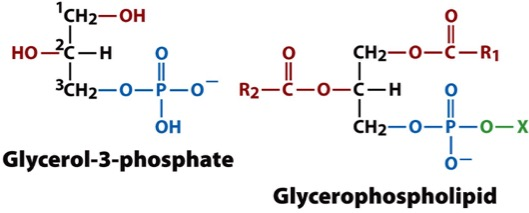 1CH2—OH
O
HO—2C—H
O
O
CH2—O—C—R1
3CH2—O—P—O−
R2—C—O—C—H
O
OH
CH2—O—P—O—X
O−
Glycerol-3-phosphate
Glycerophospholipid